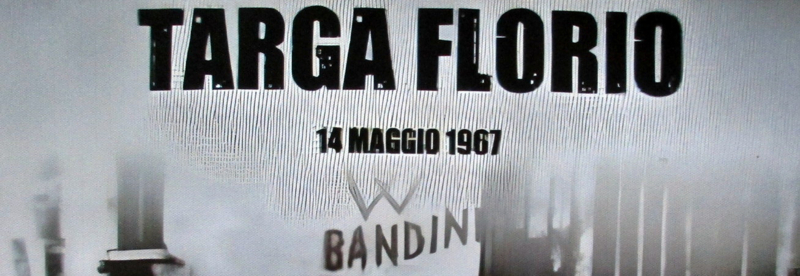 TARGA FLORIO
14 MAGGIO 1967
W
BANDINI